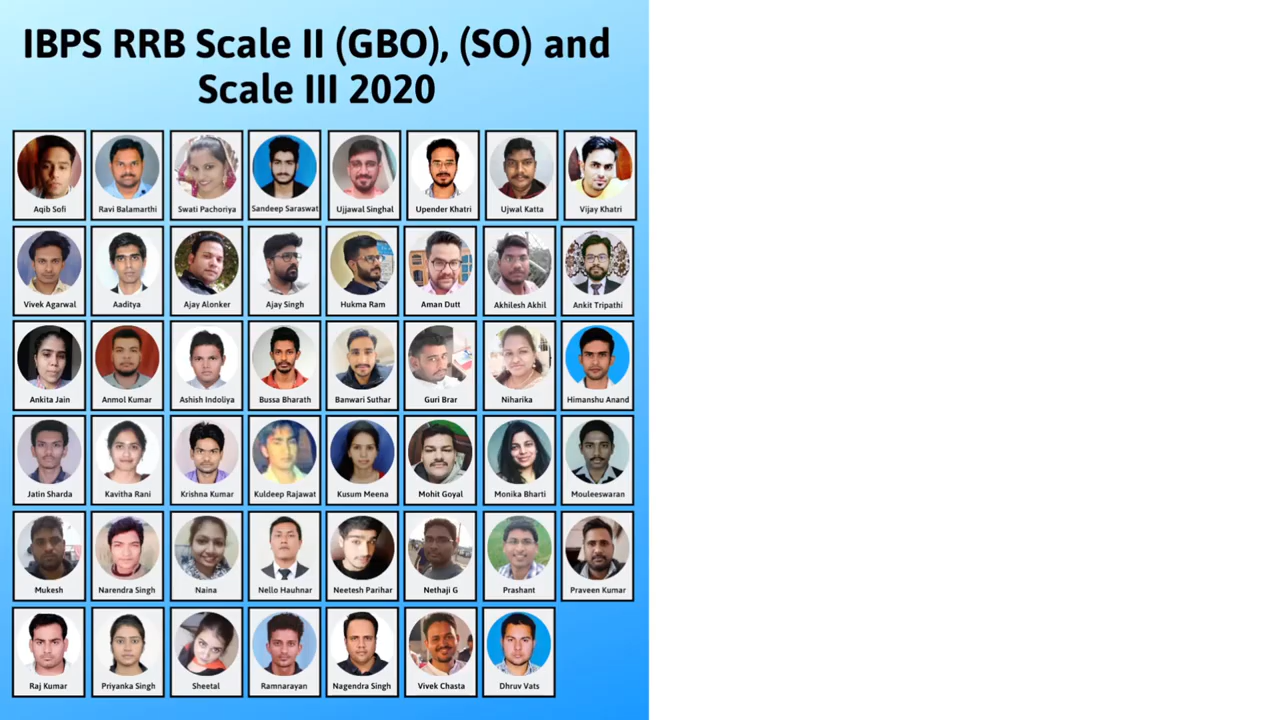 IBPS RRB Scale II (GBO), (SO) and
Scale III 2020
Aqib Sofi
Ravi Balamarthi
Swati Pachoriya
Sandeep Saraswat
Ujjawal Singhal
Upender Khatri
Ujwal Katta
Vijay Khatri
Vivek Agarwal
Aaditya
Ajay Alonker
Ajay Singh
Hukma Ram
Aman Dutt
Akhilesh Akhil
Ankit Tripathi
Ankita Jain
Anmol Kumar
Ashish Indoliya
Bussa Bharath
Banwari Suthar
Guri Brar
Niharika
Himanshu Anand
Jatin Sharda
Kavitha Rani
Krishna Kumar
Kuldeep Rajawat
Kusum Meena
Mohit Goyal
Monika Bharti
Mouleeswaran
Mukesh
Narendra Singh
Naina
Nello Hauhnar
Neetesh Parihar
Nethaji G
Prashant
Praveen Kumar
Raj Kumar
Priyanka Singh
Sheetal
Ramnarayan
Nagendra Singh
Vivek Chasta
Dhruv Vats